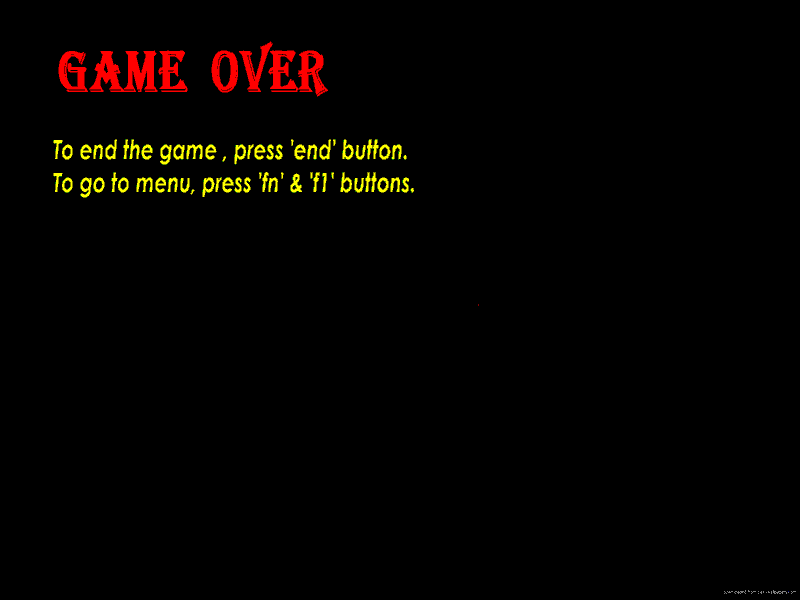 GAME OVER
To end the game , press 'end' button.
To go to menu, press 'fn' & 'f1' buttons.